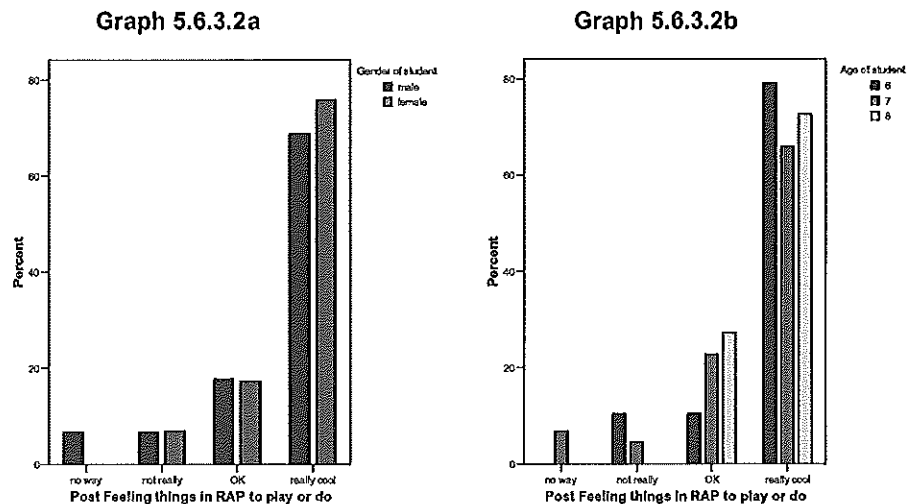 Graph 5.6.3.2a
Gender of student
male
female
80
60
40
20
0
Percent
no way
not really
OK
really cool
Post Feeling things in RAP to play or do
Graph 5.6.3.2b
Age of student
6
7
8
80
60
40
20
0
Percent
no way
not really
OK
really cool
Post Feeling things in RAP to play or do